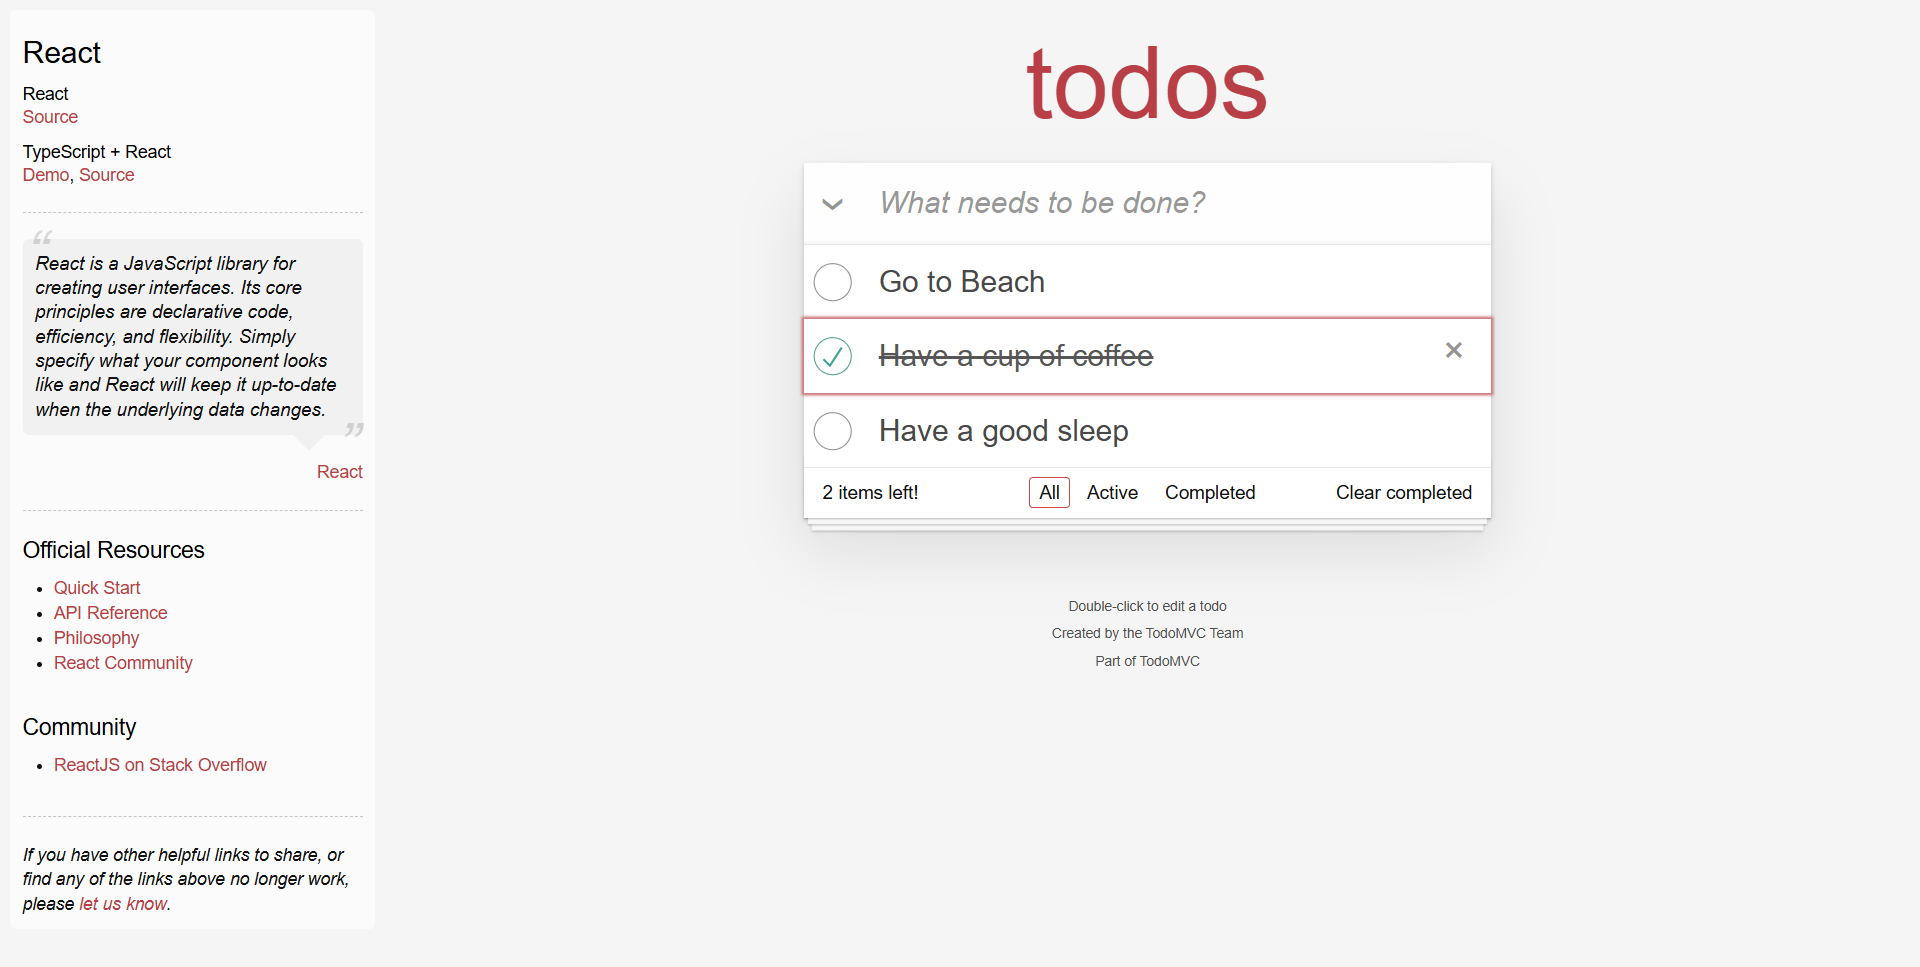 React
React
Source
TypeScript + React
Demo, Source
“
React is a JavaScript library for
creating user interfaces. Its core
principles are declarative code,
efficiency, and flexibility. Simply
specify what your component looks
like and React will keep it up-to-date
when the underlying data changes.
”
React
Official Resources
Quick Start
API Reference
Philosophy
React Community
Community
ReactJS on Stack Overflow
If you have other helpful links to share, or
find any of the links above no longer work,
please let us know.
todos
What needs to be done?
Go to Beach
Have a cup of coffee
Have a good sleep
2 items left!
All
Active
Completed
Clear completed
Double-click to edit a todo
Created by the TodoMVC Team
Part of TodoMVC